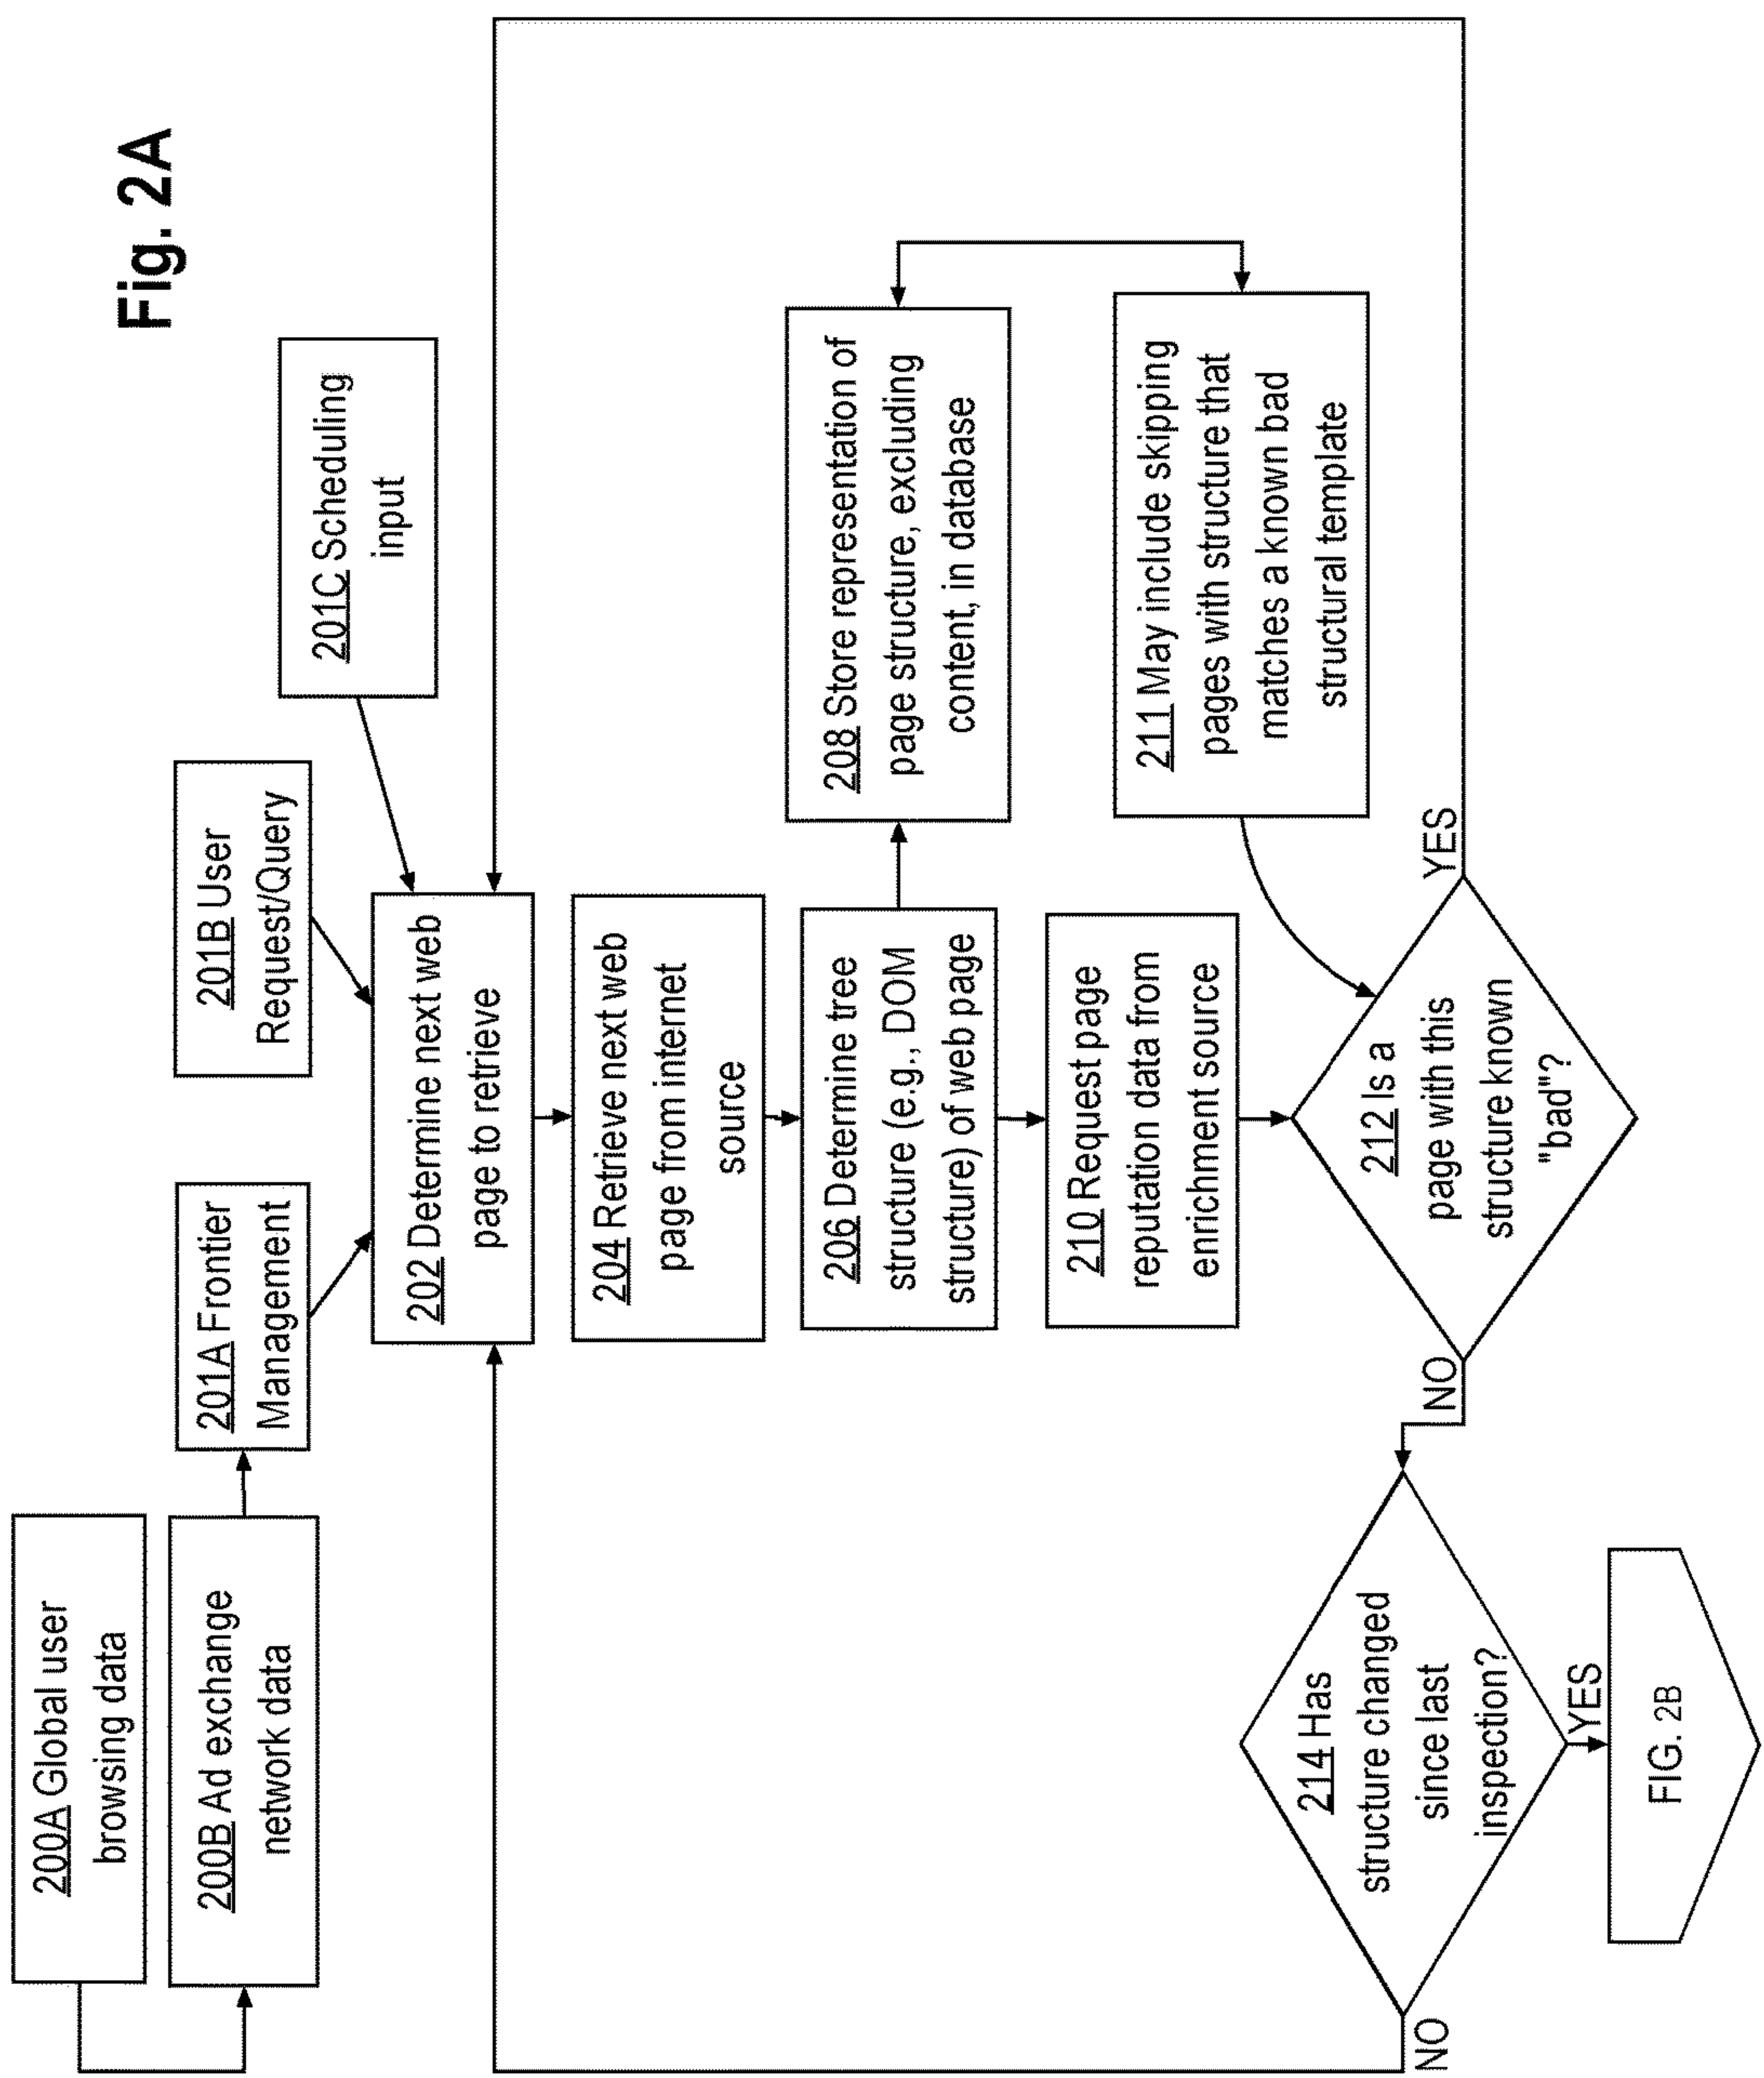 Fig. 2A
200A Global user
browsing data
200B Ad exchange
network data
201A Frontier
Management
201B User
Request/Query
201C Scheduling
input
202 Determine next web
page to retrieve
204 Retrieve next web
page from internet
source
206 Determine tree
structure (e.g., DOM
structure) of web page
208 Store representation of
page structure, excluding
content, in database
210 Request page
reputation data from
enrichment source
211 May include skipping
pages with structure that
matches a known bad
structural template
212 Is a
page with this
structure known
"bad"?
YES
NO
214 Has
structure changed
since last
inspection?
NO
YES
FIG. 2B